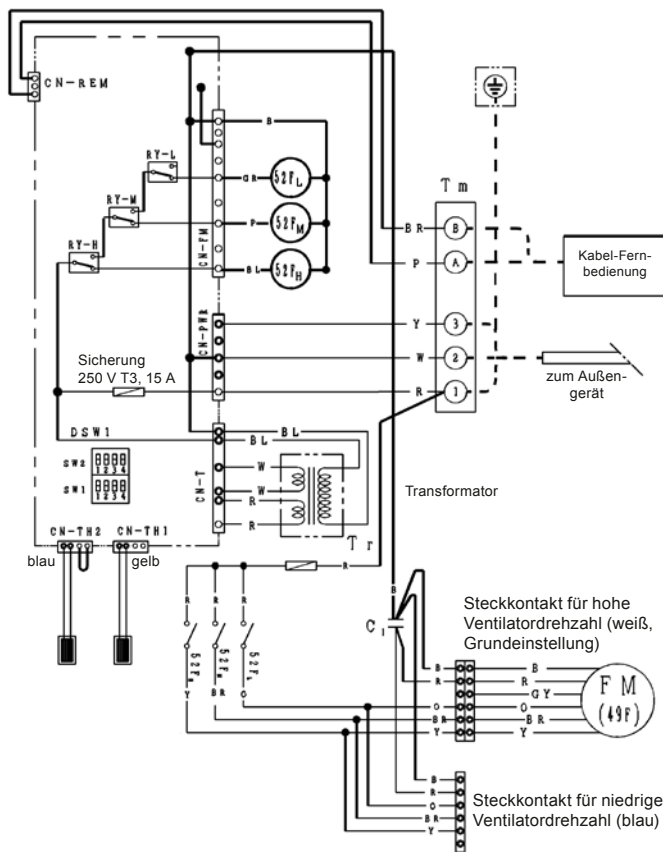 CN-REM
RY-L
RY-M
RY-H
B
GR
52FL
P
52FM
BL
52FH
CN-FM
Tm
BR
B
P
A
Y
3
W
2
R
1
Kabel-Fern-
bedienung
zum Außen-
gerät
CN-PWR
Sicherung
250 V T3, 15 A
DSW1
SW2
1234
SW1
1234
CN-T
BL
BL
W
W
R
R
Tr
Transformator
CN-TH2
CN-TH1
blau
gelb
R
B
R
R
R
52FH
52FM
52FL
Y
BR
O
C1
Steckkontakt für hohe
Ventilatordrehzahl (weiß,
Grundeinstellung)
B
B
R
R
GY
O
O
BR
BR
Y
Y
FM
(49F)
B
R
O
BR
Y
Steckkontakt für niedrige
Ventilatordrehzahl (blau)